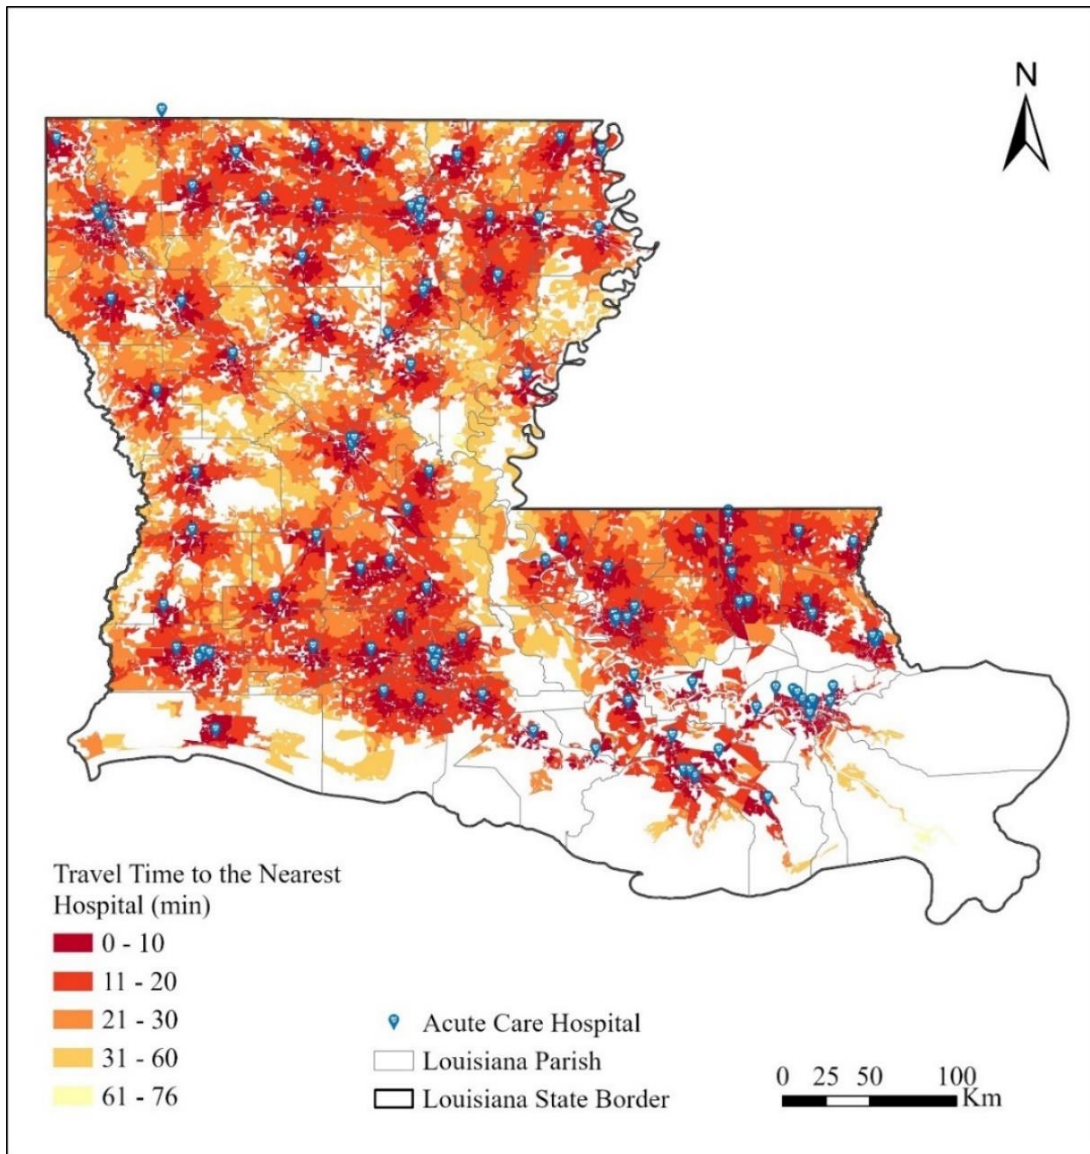 N
Travel Time to the Nearest
Hospital (min)
0 - 10
11 - 20
21 - 30
31 - 60
61 - 76
Acute Care Hospital
Louisiana Parish
Louisiana State Border
0 25 50 100
Km